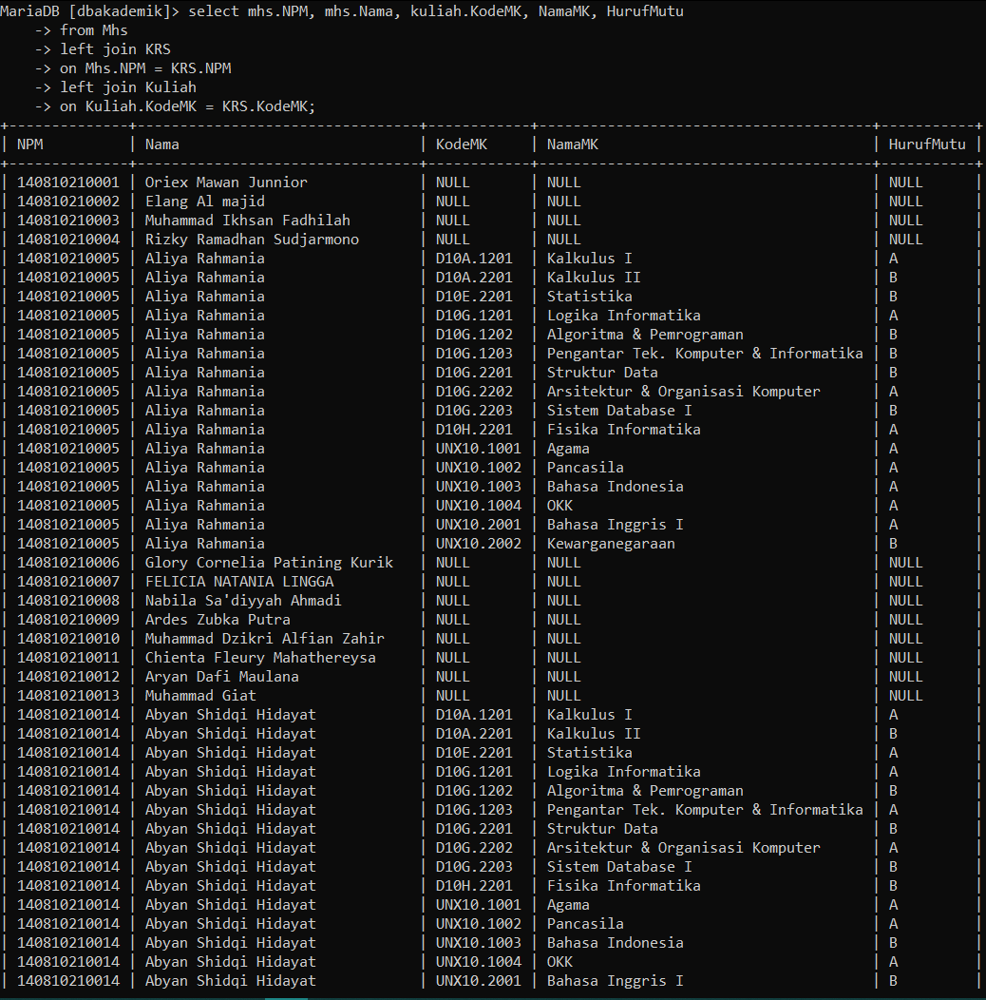 MariaDB [dbakademik]> select mhs.NPM, mhs.Nama, kuliah.KodeMK, NamaMK, HurufMutu
    -> from Mhs
    -> left join KRS
    -> on Mhs.NPM = KRS.NPM
    -> left join Kuliah
    -> on Kuliah.KodeMK = KRS.KodeMK;
+--------------+---------------------------------+------------+---------------------------------------+-----------+
| NPM          | Nama                            | KodeMK     | NamaMK                                | HurufMutu |
+--------------+---------------------------------+------------+---------------------------------------+-----------+
| 140810210001 | Oriex Mawan Junnior             | NULL       | NULL                                  | NULL      |
| 140810210002 | Elang Al majid                  | NULL       | NULL                                  | NULL      |
| 140810210003 | Muhammad Ikhsan Fadhilah        | NULL       | NULL                                  | NULL      |
| 140810210004 | Rizky Ramadhan Sudjarmono       | NULL       | NULL                                  | NULL      |
| 140810210005 | Aliya Rahmania                  | D10A.1201  | Kalkulus I                            | A         |
| 140810210005 | Aliya Rahmania                  | D10A.2201  | Kalkulus II                           | B         |
| 140810210005 | Aliya Rahmania                  | D10E.2201  | Statistika                            | B         |
| 140810210005 | Aliya Rahmania                  | D10G.1201  | Logika Informatika                    | A         |
| 140810210005 | Aliya Rahmania                  | D10G.1202  | Algoritma & Pemrograman               | B         |
| 140810210005 | Aliya Rahmania                  | D10G.1203  | Pengantar Tek. Komputer & Informatika | B         |
| 140810210005 | Aliya Rahmania                  | D10G.2201  | Struktur Data                         | B         |
| 140810210005 | Aliya Rahmania                  | D10G.2202  | Arsitektur & Organisasi Komputer      | A         |
| 140810210005 | Aliya Rahmania                  | D10G.2203  | Sistem Database I                     | B         |
| 140810210005 | Aliya Rahmania                  | D10H.2201  | Fisika Informatika                    | A         |
| 140810210005 | Aliya Rahmania                  | UNX10.1001 | Agama                                 | A         |
| 140810210005 | Aliya Rahmania                  | UNX10.1002 | Pancasila                             | A         |
| 140810210005 | Aliya Rahmania                  | UNX10.1003 | Bahasa Indonesia                      | A         |
| 140810210005 | Aliya Rahmania                  | UNX10.1004 | OKK                                   | A         |
| 140810210005 | Aliya Rahmania                  | UNX10.2001 | Bahasa Inggris I                      | A         |
| 140810210005 | Aliya Rahmania                  | UNX10.2002 | Kewarganegaraan                       | B         |
| 140810210006 | Glory Cornelia Patining Kurik   | NULL       | NULL                                  | NULL      |
| 140810210007 | FELICIA NATANIA LINGGA          | NULL       | NULL                                  | NULL      |
| 140810210008 | Nabila Sa'diyyah Ahmadi         | NULL       | NULL                                  | NULL      |
| 140810210009 | Ardes Zubka Putra               | NULL       | NULL                                  | NULL      |
| 140810210010 | Muhammad Dzikri Alfian Zahir    | NULL       | NULL                                  | NULL      |
| 140810210011 | Chienta Fleury Mahathereysa     | NULL       | NULL                                  | NULL      |
| 140810210012 | Aryan Dafi Maulana              | NULL       | NULL                                  | NULL      |
| 140810210013 | Muhammad Giat                   | NULL       | NULL                                  | NULL      |
| 140810210014 | Abyan Shidqi Hidayat            | D10A.1201  | Kalkulus I                            | A         |
| 140810210014 | Abyan Shidqi Hidayat            | D10A.2201  | Kalkulus II                           | B         |
| 140810210014 | Abyan Shidqi Hidayat            | D10E.2201  | Statistika                            | A         |
| 140810210014 | Abyan Shidqi Hidayat            | D10G.1201  | Logika Informatika                    | A         |
| 140810210014 | Abyan Shidqi Hidayat            | D10G.1202  | Algoritma & Pemrograman               | B         |
| 140810210014 | Abyan Shidqi Hidayat            | D10G.1203  | Pengantar Tek. Komputer & Informatika | A         |
| 140810210014 | Abyan Shidqi Hidayat            | D10G.2201  | Struktur Data                         | B         |
| 140810210014 | Abyan Shidqi Hidayat            | D10G.2202  | Arsitektur & Organisasi Komputer      | A         |
| 140810210014 | Abyan Shidqi Hidayat            | D10G.2203  | Sistem Database I                     | B         |
| 140810210014 | Abyan Shidqi Hidayat            | D10H.2201  | Fisika Informatika                    | B         |
| 140810210014 | Abyan Shidqi Hidayat            | UNX10.1001 | Agama                                 | A         |
| 140810210014 | Abyan Shidqi Hidayat            | UNX10.1002 | Pancasila                             | A         |
| 140810210014 | Abyan Shidqi Hidayat            | UNX10.1003 | Bahasa Indonesia                      | B         |
| 140810210014 | Abyan Shidqi Hidayat            | UNX10.1004 | OKK                                   | A         |
| 140810210014 | Abyan Shidqi Hidayat            | UNX10.2001 | Bahasa Inggris I                      | B         |